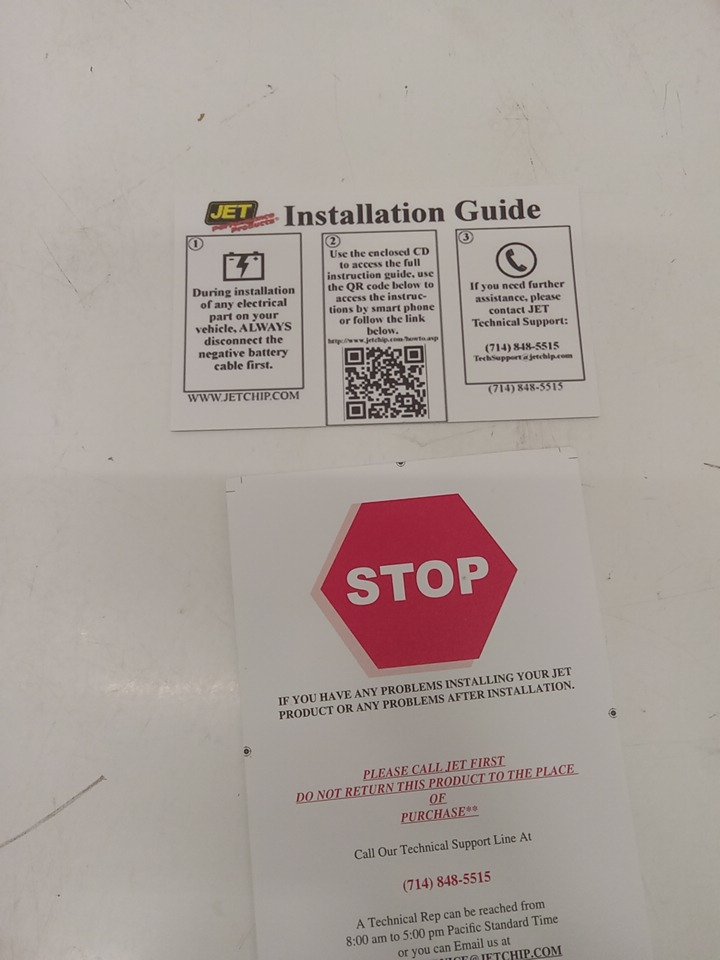 JET
Performance
Products
Installation Guide
1
During installation
of any electrical
part on your
vehicle, ALWAYS
disconnect the
negative battery
cable first.
WWW.JETCHIP.COM
2
Use the enclosed CD
to access the full
instruction guide, use
the QR code below to
access the instruc-
tions by smart phone
or follow the link
below.
http://www.jetchip.com/howto.asp
3
If you need further
assistance, please
contact JET
Technical Support:
(714) 848-5515
TechSupport@jetchip.com
(714) 848-5515
STOP
IF YOU HAVE ANY PROBLEMS INSTALLING YOUR JET
PRODUCT OR ANY PROBLEMS AFTER INSTALLATION.
PLEASE CALL JET FIRST
DO NOT RETURN THIS PRODUCT TO THE PLACE
OF
PURCHASE**
Call Our Technical Support Line At
(714) 848-5515
A Technical Rep can be reached from
8:00 am to 5:00 pm Pacific Standard Time
or you can Email us at
@JETCHIP.COM